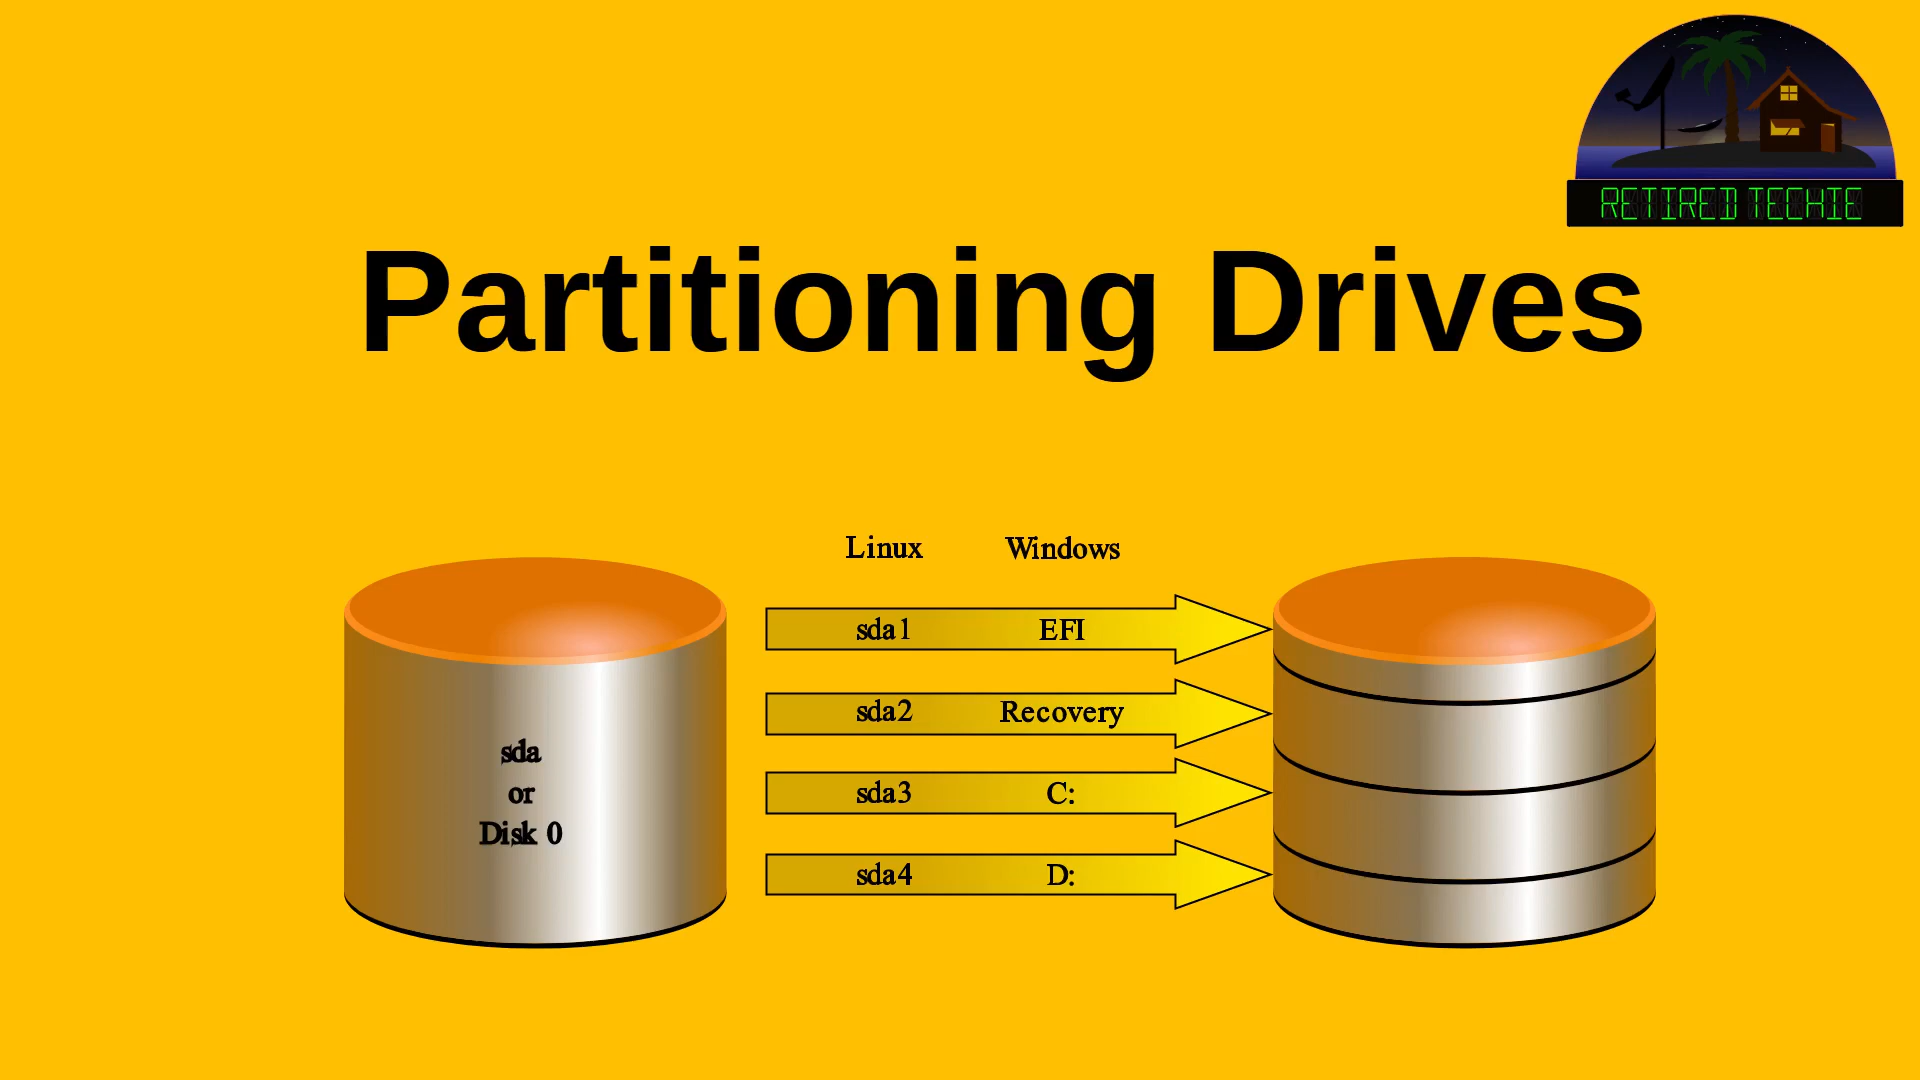 RETIRED TECHIE
Partitioning Drives
Linux Windows
sda1 EFI
sda2 Recovery
sda3 C:
sda4 D:
sda
or
Disk 0